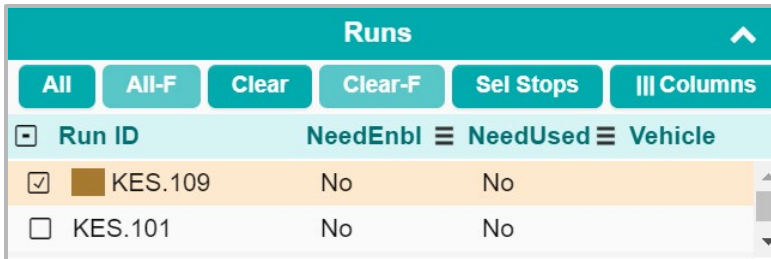 Runs
All All-F Clear Clear-F Sel Stops Columns
Run ID NeedEnbl NeedUsed Vehicle
KES.109 No No
KES.101 No No